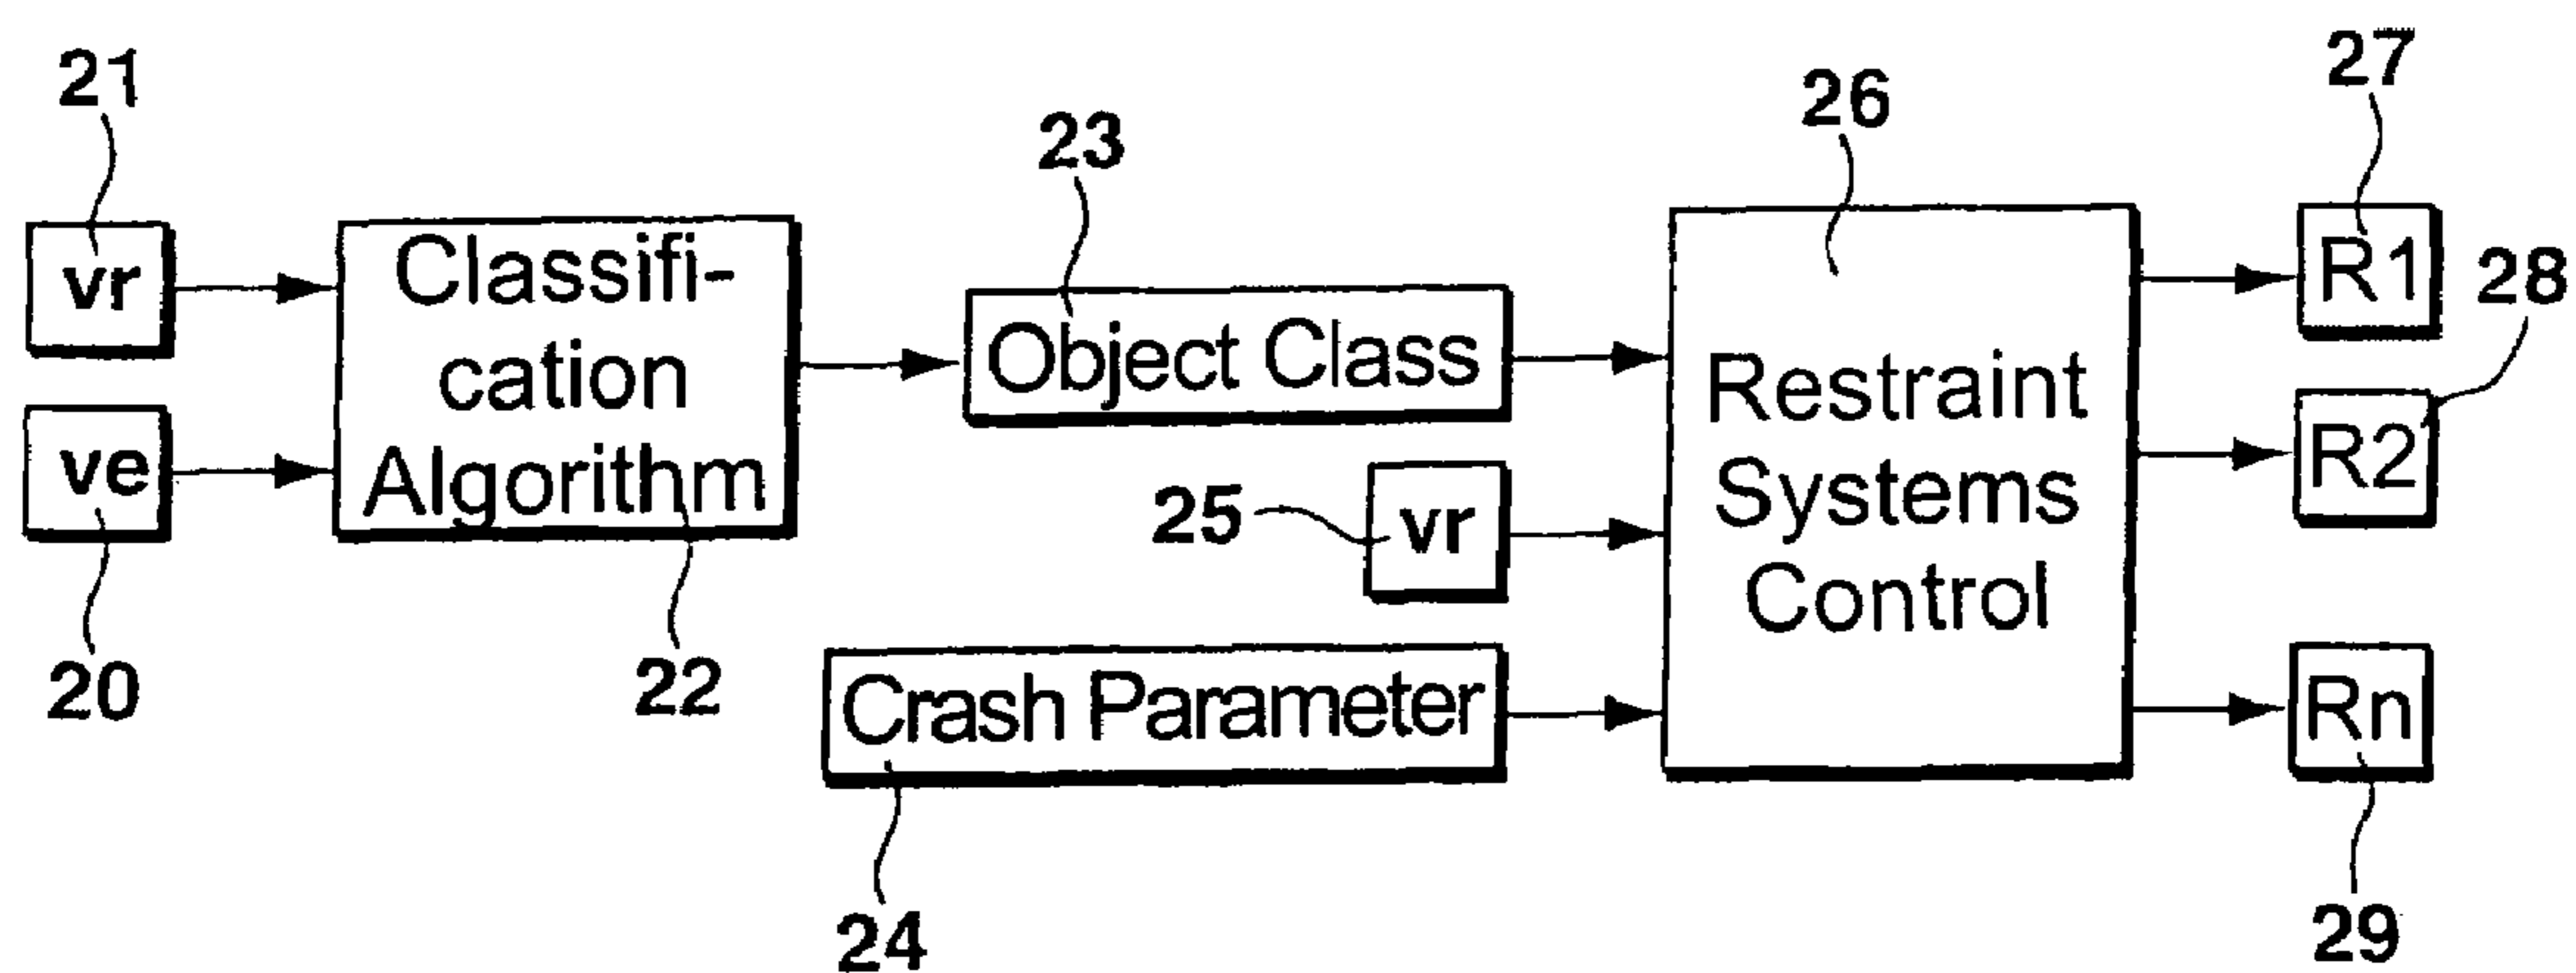 21
vr
ve
20
Classifi-
cation
Algorithm
22
23
Object Class
25
vr
Crash Parameter
24
26
Restraint
Systems
Control
27
R1
28
R2
Rn
29